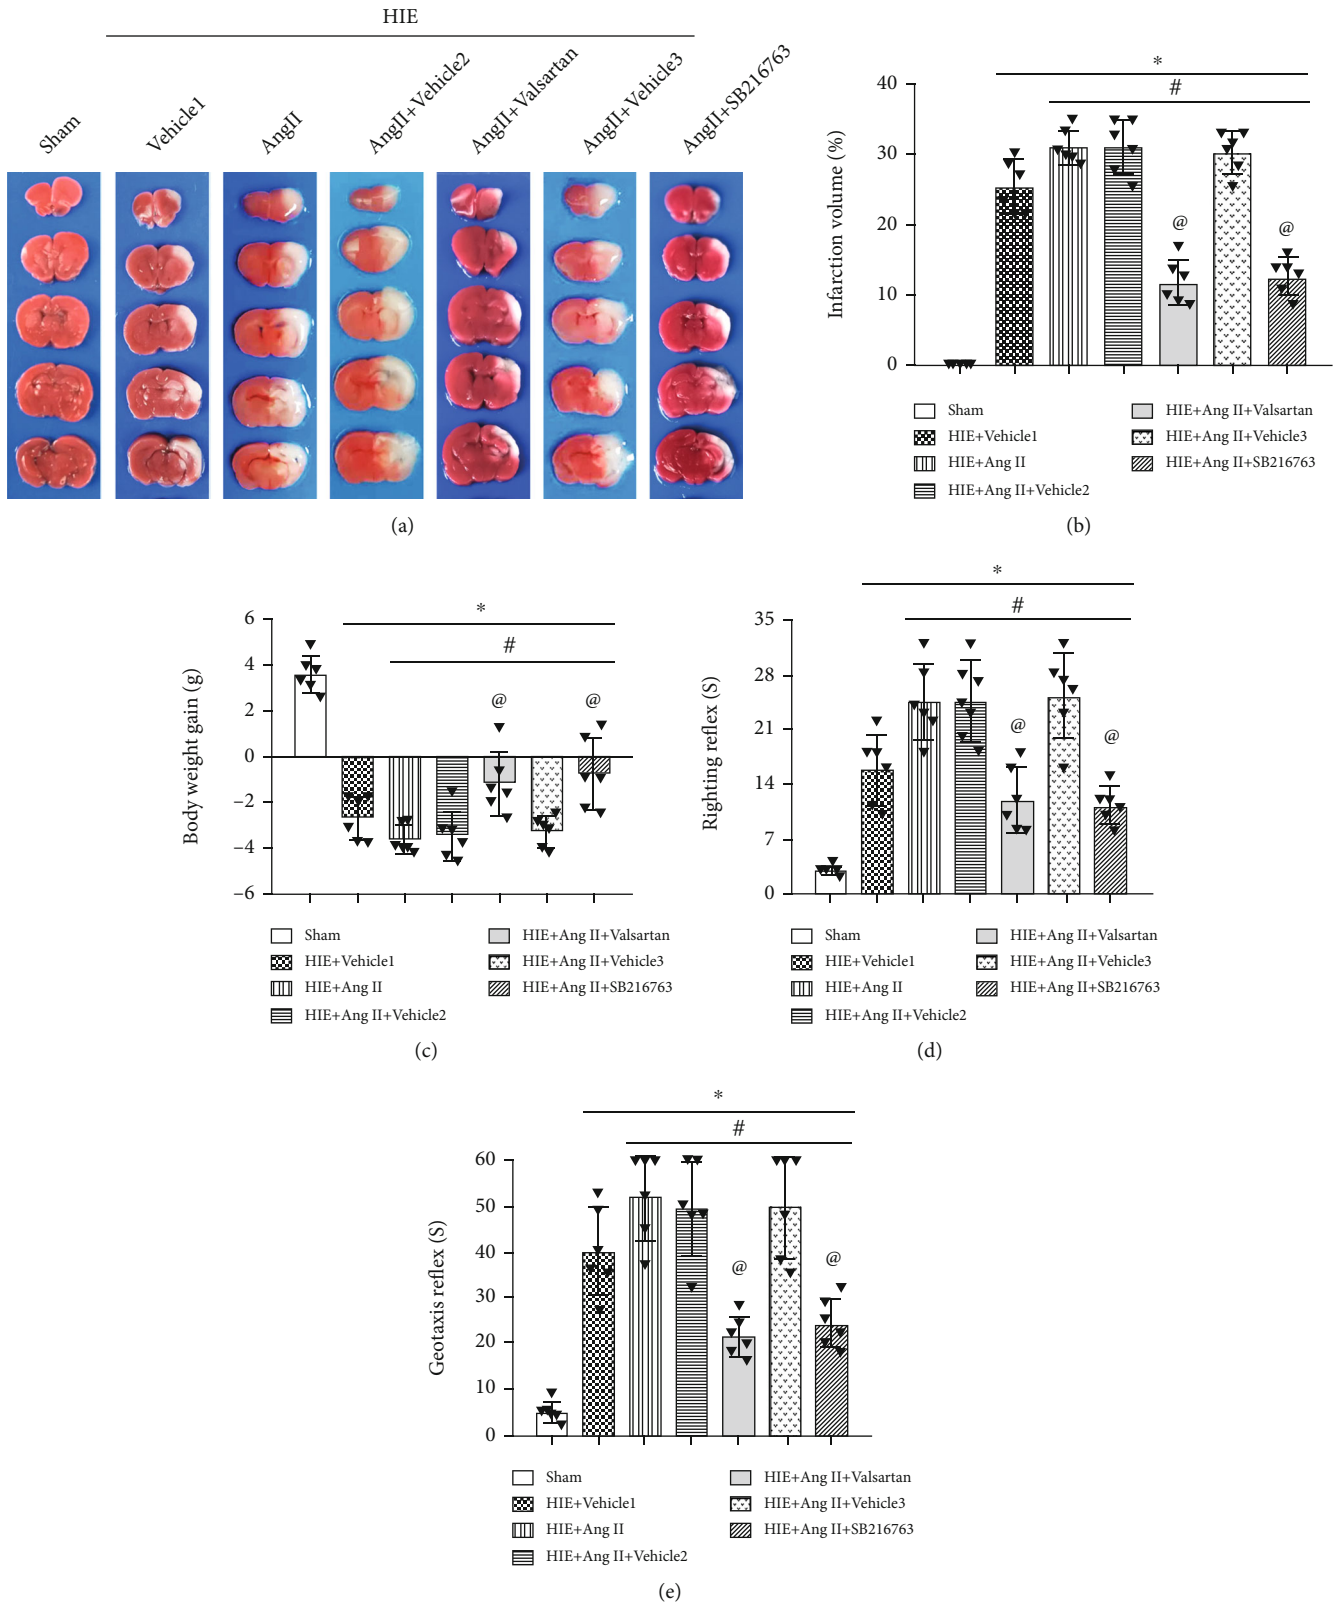 HIE
Sham
Vehicle1
AngII
AngII+Vehicle2
AngII+Valsartan
AngII+Vehicle3
AngII+SB216763
(a)
Infarction volume (%)
40
30
20
10
0
*
#
@
@
Sham
HIE+Vehicle1
HIE+Ang II
HIE+Ang II+Vehicle2
HIE+Ang II+Valsartan
HIE+Ang II+Vehicle3
HIE+Ang II+SB216763
(b)
Body weight gain (g)
6
4
2
0
−2
−4
−6
*
#
@
@
Sham
HIE+Vehicle1
HIE+Ang II
HIE+Ang II+Vehicle2
HIE+Ang II+Valsartan
HIE+Ang II+Vehicle3
HIE+Ang II+SB216763
(c)
Righting reflex (S)
35
28
21
14
7
0
*
#
@
@
Sham
HIE+Vehicle1
HIE+Ang II
HIE+Ang II+Vehicle2
HIE+Ang II+Valsartan
HIE+Ang II+Vehicle3
HIE+Ang II+SB216763
(d)
Geotaxis reflex (S)
60
50
40
30
20
10
0
*
#
@
@
Sham
HIE+Vehicle1
HIE+Ang II
HIE+Ang II+Vehicle2
HIE+Ang II+Valsartan
HIE+Ang II+Vehicle3
HIE+Ang II+SB216763
(e)